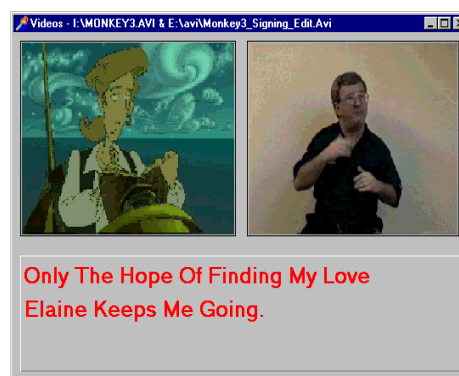 Videos - I:\MONKEY3.AVI & E:\avi\Monkey3_Signing_Edit.Avi
Only The Hope Of Finding My Love
Elaine Keeps Me Going.